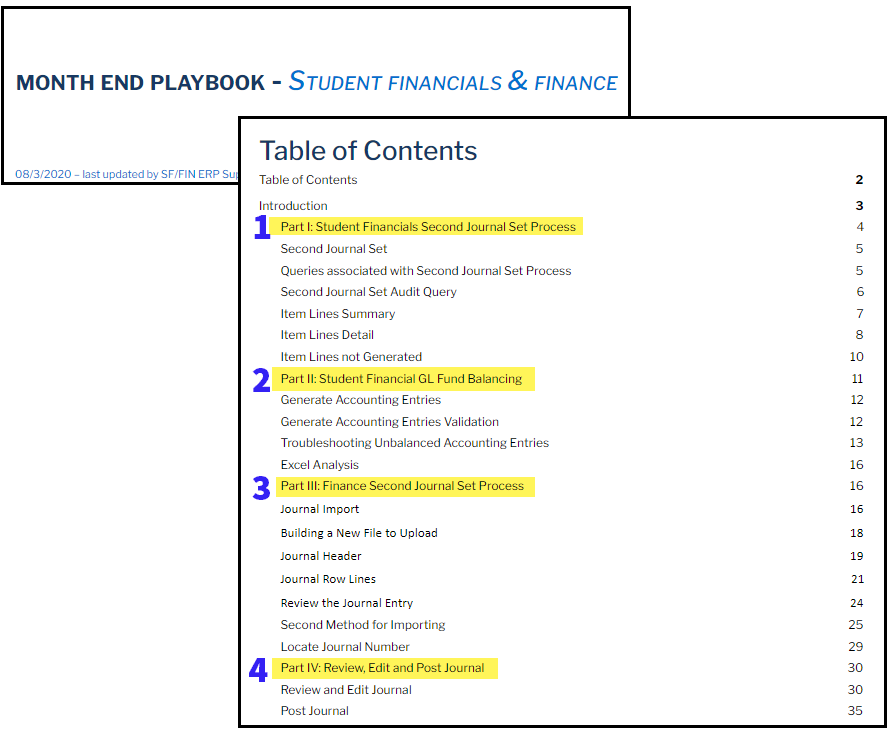 MONTH END PLAYBOOK - STUDENT FINANCIALS & FINANCE
08/3/2020 – last updated by SF/FIN ERP
Table of Contents
Table of Contents 2
Introduction 3
1 Part I: Student Financials Second Journal Set Process 4
Second Journal Set 5
Queries associated with Second Journal Set Process 5
Second Journal Set Audit Query 6
Item Lines Summary 7
Item Lines Detail 8
Item Lines not Generated 10
2 Part II: Student Financial GL Fund Balancing 11
Generate Accounting Entries 12
Generate Accounting Entries Validation 12
Troubleshooting Unbalanced Accounting Entries 13
Excel Analysis 16
3 Part III: Finance Second Journal Set Process 16
Journal Import 16
Building a New File to Upload 18
Journal Header 19
Journal Row Lines 21
Review the Journal Entry 24
Second Method for Importing 25
Locate Journal Number 29
4 Part IV: Review, Edit and Post Journal 30
Review and Edit Journal 30
Post Journal 35